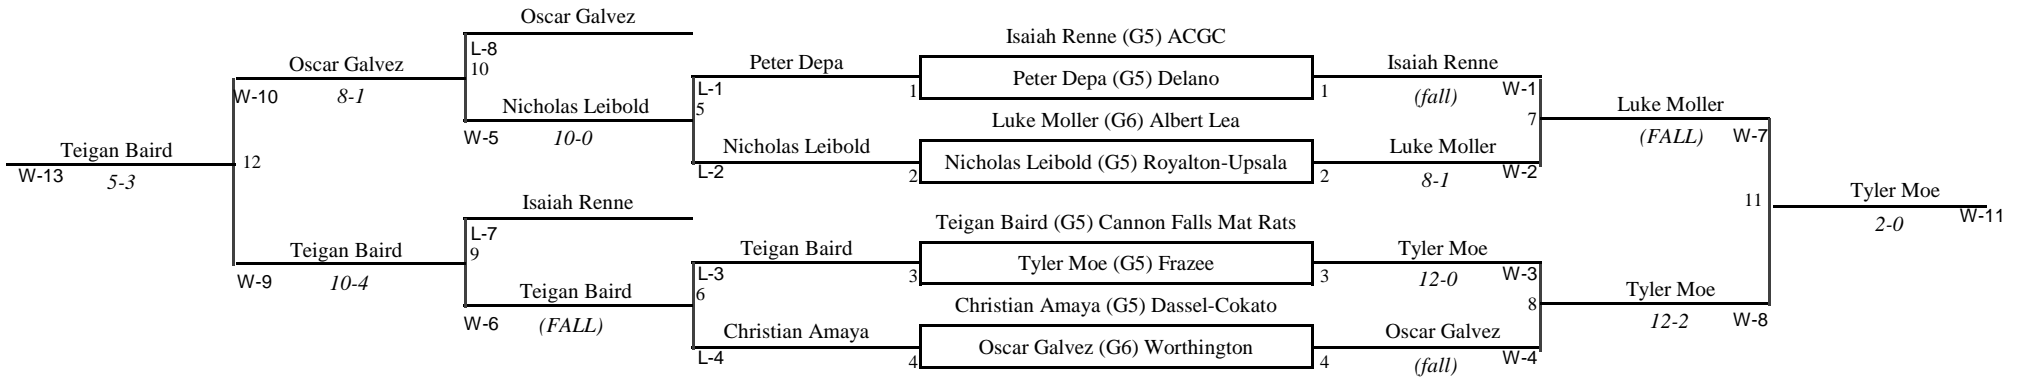 Oscar Galvez
L-8
10
Oscar Galvez
W-10
8-1
Nicholas Leibold
W-5
10-0
Teigan Baird
W-13
5-3
12
Isaiah Renne
L-7
9
Teigan Baird
W-9
10-4
Teigan Baird
W-6
(FALL)
Peter Depa
L-1
5
1
Nicholas Leibold
L-2
2
Teigan Baird
L-3
6
3
Christian Amaya
L-4
4
Isaiah Renne (G5) ACGC
Peter Depa (G5) Delano
Luke Moller (G6) Albert Lea
Nicholas Leibold (G5) Royalton-Upsala
Teigan Baird (G5) Cannon Falls Mat Rats
Tyler Moe (G5) Frazee
Christian Amaya (G5) Dassel-Cokato
Oscar Galvez (G6) Worthington
Isaiah Renne
1
(fall)
W-1
7
Luke Moller
2
8-1
W-2
Tyler Moe
3
12-0
W-3
8
Oscar Galvez
4
(fall)
W-4
Luke Moller
(FALL)
W-7
11
Tyler Moe
12-2
W-8
Tyler Moe
2-0
W-11